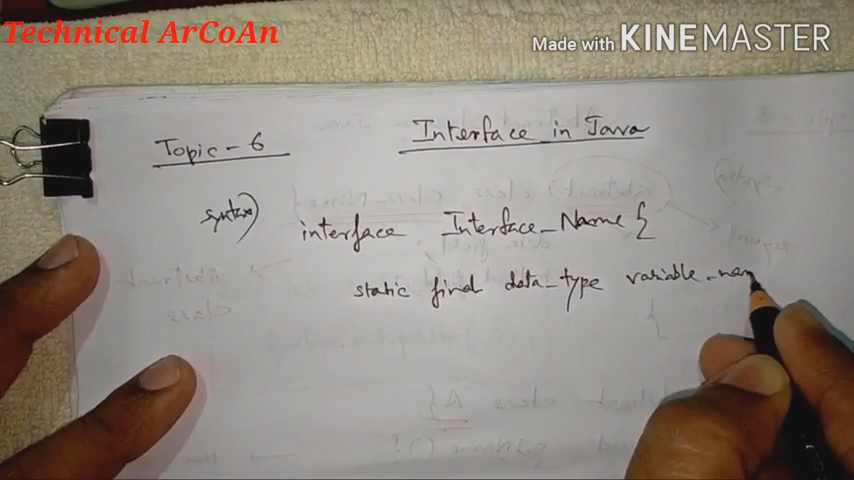 Technical ArCoAn
Made with KINEMASTER
Topic - 6
Interface in Java
syntax)
interface Interface_Name {
static final data_type variable_nam